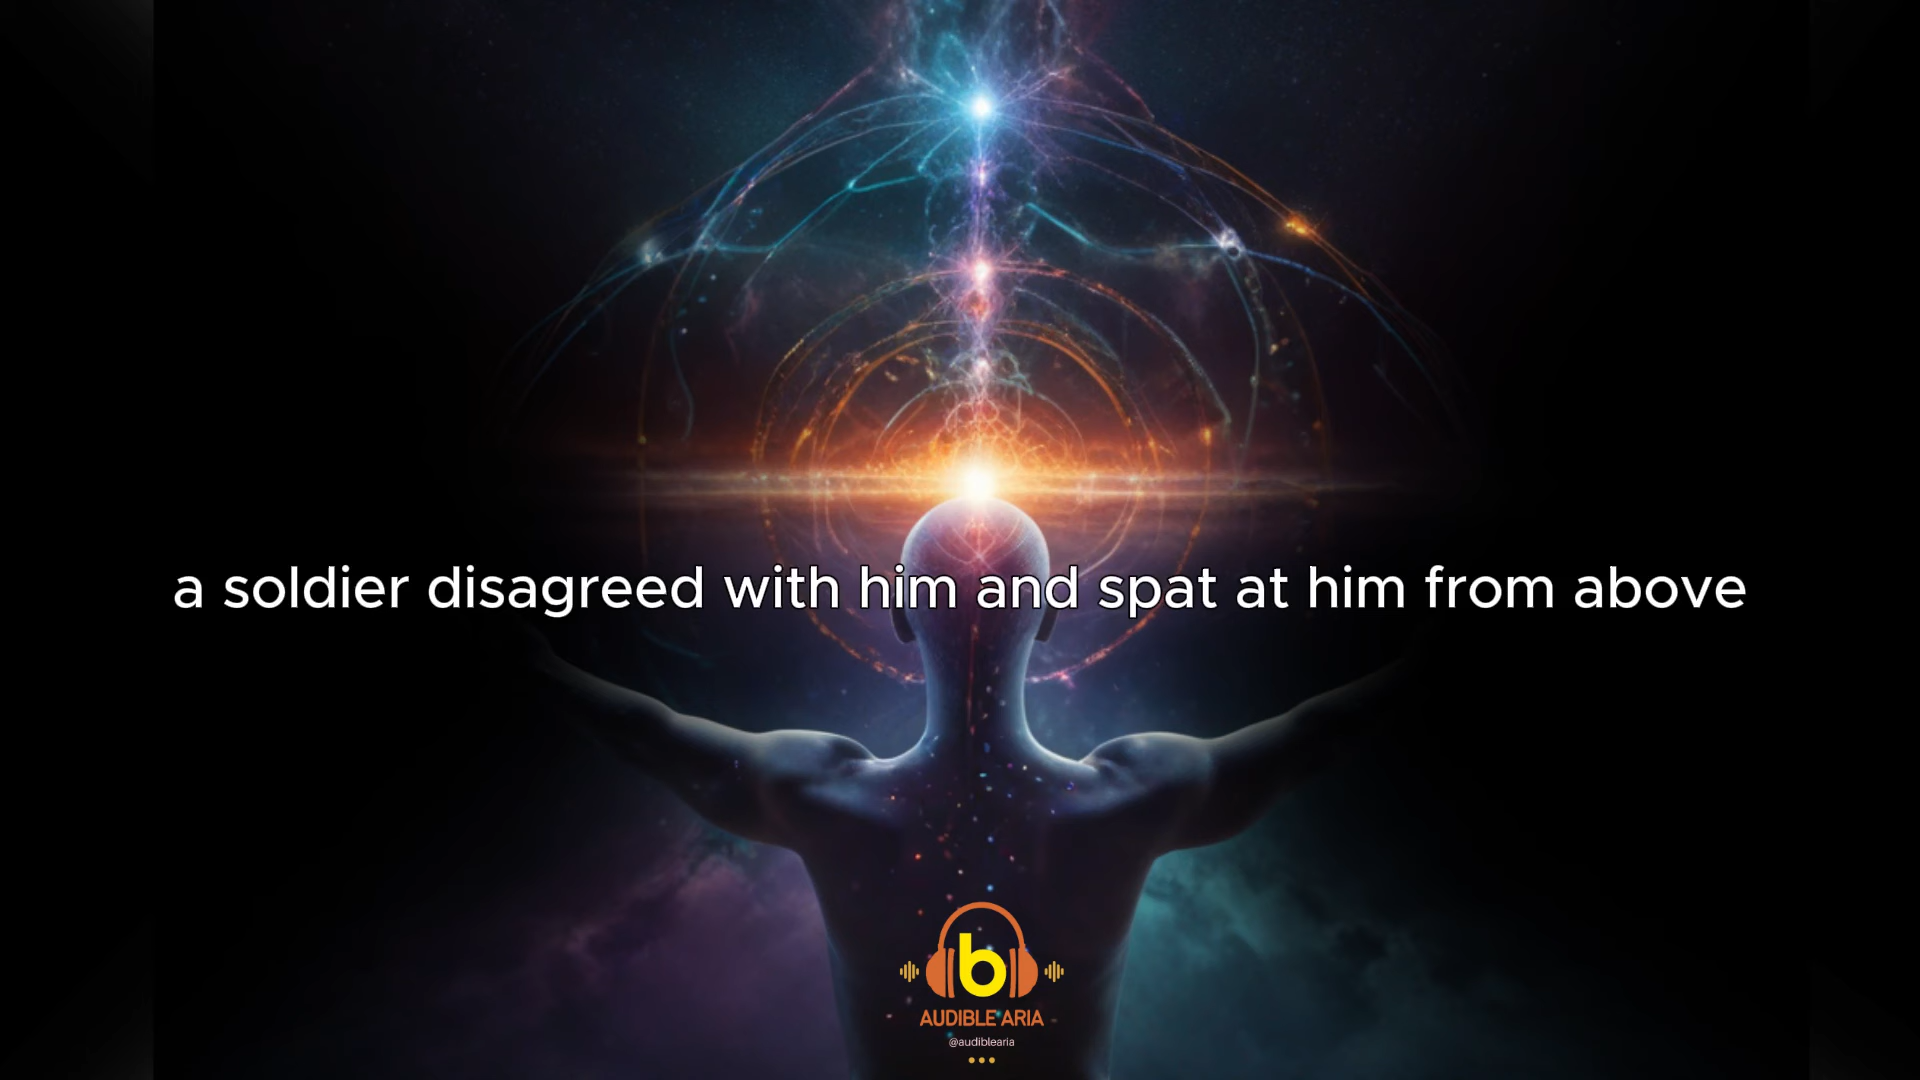 a soldier disagreed with him and spat at him from above
b
AUDIBLE ARIA
@audiblearia